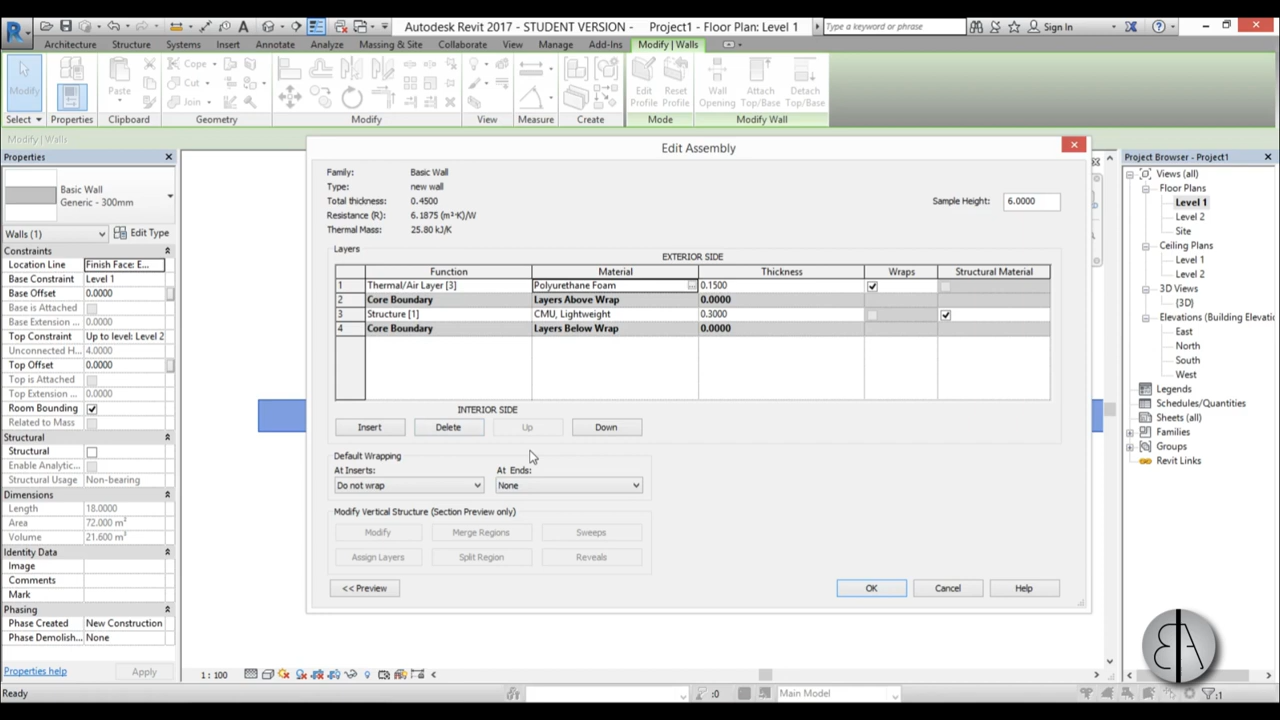 Autodesk Revit 2017 - STUDENT VERSION - Project1 - Floor Plan: Level 1
Type a keyword or phrase
Sign In
Architecture Structure Systems Insert Annotate Analyze Massing & Site Collaborate View Manage Add-Ins Modify | Walls
Modify
Paste
Cope
Cut
Join
Edit Profile
Reset Profile
Wall Opening
Attach Top/Base
Detach Top/Base
Select Properties Clipboard Geometry Modify View Measure Create Mode Modify Wall
Modify | Walls
Properties
Basic Wall
Generic - 300mm
Walls (1) Edit Type
Constraints
Location Line Finish Face: E...
Base Constraint Level 1
Base Offset 0.0000
Base is Attached
Base Extension ...
Top Constraint Up to level: Level 2
Unconnected H... 4.0000
Top Offset 0.0000
Top is Attached
Top Extension ... 0.0000
Room Bounding
Related to Mass
Structural
Structural
Enable Analytic...
Structural Usage Non-bearing
Dimensions
Length 18.0000
Area 72.000 m²
Volume 21.600 m³
Identity Data
Image
Comments
Mark
Phasing
Phase Created New Construction
Phase Demolish... None
Properties help Apply
Ready
Edit Assembly
Family: Basic Wall
Type: new wall
Total thickness: 0.4500
Sample Height: 6.0000
Resistance (R): 6.1875 (m²·K)/W
Thermal Mass: 25.80 kJ/K
Layers
EXTERIOR SIDE
Function Material Thickness Wraps Structural Material
1 Thermal/Air Layer [3] Polyurethane Foam 0.1500
2 Core Boundary Layers Above Wrap 0.0000
3 Structure [1] CMU, Lightweight 0.3000
4 Core Boundary Layers Below Wrap 0.0000
INTERIOR SIDE
Insert Delete Up Down
Default Wrapping
At Inserts: At Ends:
Do not wrap None
Modify Vertical Structure (Section Preview only)
Modify Merge Regions Sweeps
Assign Layers Split Region Reveals
<< Preview OK Cancel Help
1 : 100
:0
Main Model
:1
Project Browser - Project1
Views (all)
Floor Plans
Level 1
Level 2
Site
Ceiling Plans
Level 1
Level 2
3D Views
{3D}
Elevations (Building Elevatio
East
North
South
West
Legends
Schedules/Quantities
Sheets (all)
Families
Groups
Revit Links